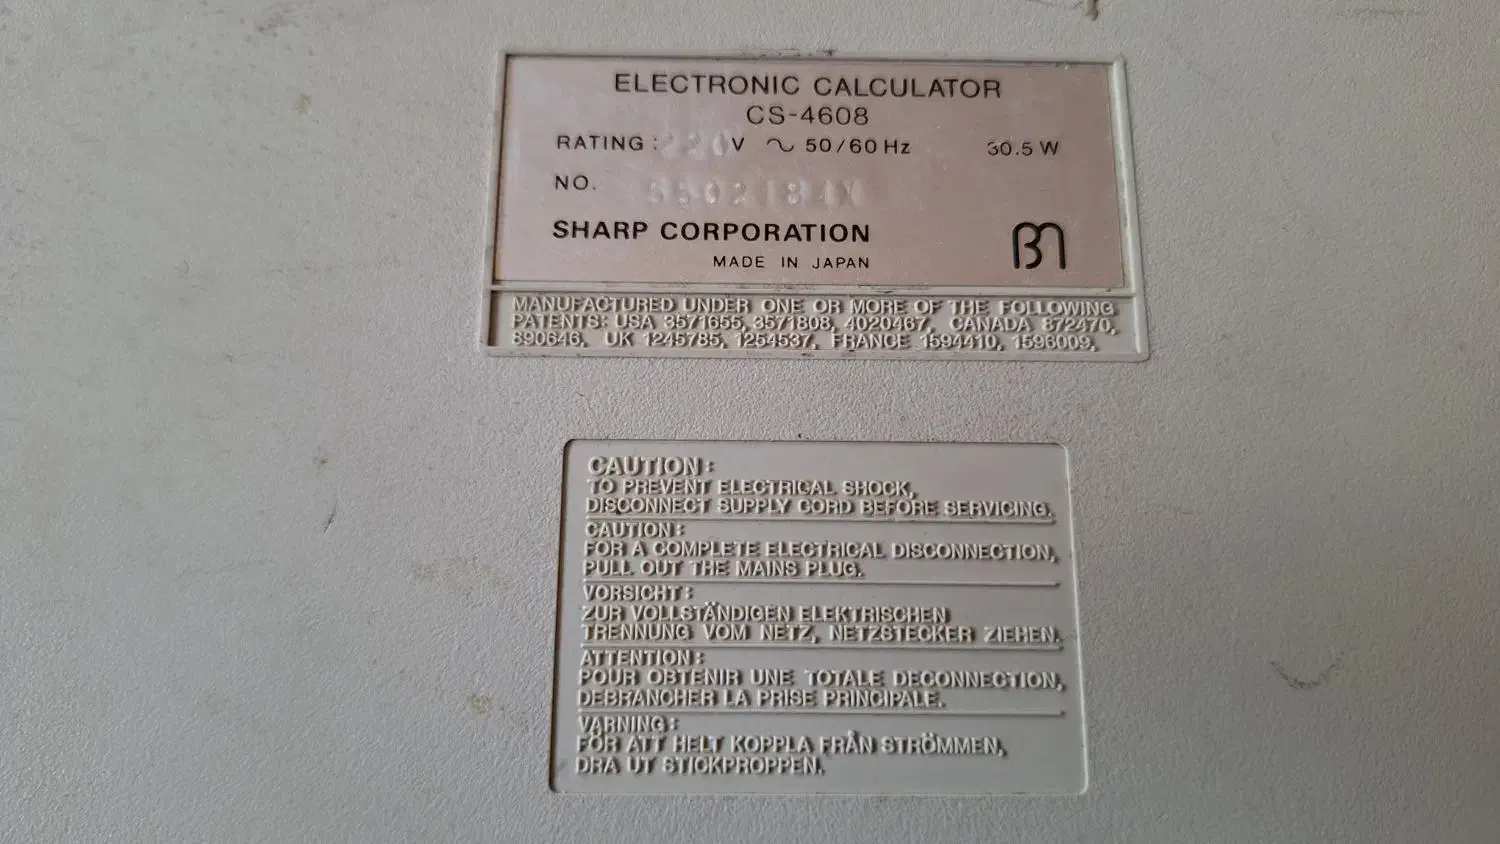 ELECTRONIC CALCULATOR
CS-4608
RATING : 220V ∿ 50/60 Hz 30.5 W
NO. 5502184X
SHARP CORPORATION
MADE IN JAPAN
MANUFACTURED UNDER ONE OR MORE OF THE FOLLOWING
PATENTS: USA 3571655, 3571808, 4020467, CANADA 872470,
890646, UK 1245785, 1254537, FRANCE 1594410, 1596009,
CAUTION:
TO PREVENT ELECTRICAL SHOCK,
DISCONNECT SUPPLY CORD BEFORE SERVICING.
CAUTION:
FOR A COMPLETE ELECTRICAL DISCONNECTION,
PULL OUT THE MAINS PLUG.
VORSICHT:
ZUR VOLLSTÄNDIGEN ELEKTRISCHEN
TRENNUNG VOM NETZ, NETZSTECKER ZIEHEN.
ATTENTION:
POUR OBTENIR UNE TOTALE DECONNECTION,
DEBRANCHER LA PRISE PRINCIPALE.
VARNING:
FÖR ATT HELT KOPPLA FRÅN STRÖMMEN,
DRA UT STICKPROPPEN.